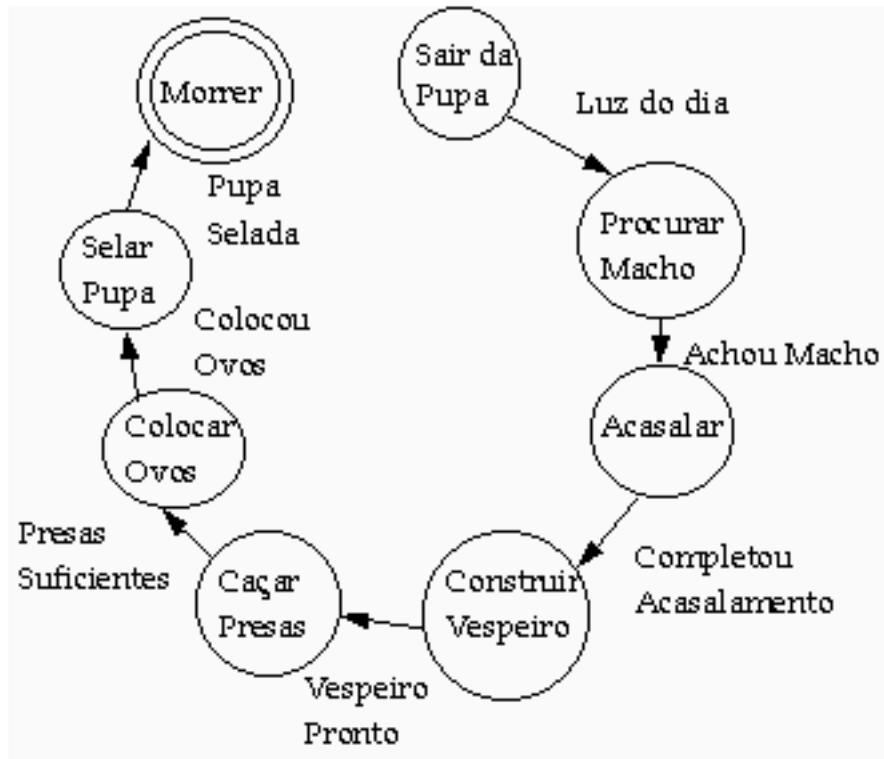 Morrer
Sair da
Pupa
Luz do dia
Procurar
Macho
Achou Macho
Acasalar
Completou
Acasalamento
Construir
Vespeiro
Vespeiro
Pronto
Caçar
Presas
Presas
Suficientes
Colocar
Ovos
Colocou
Ovos
Selar
Pupa
Pupa
Selada